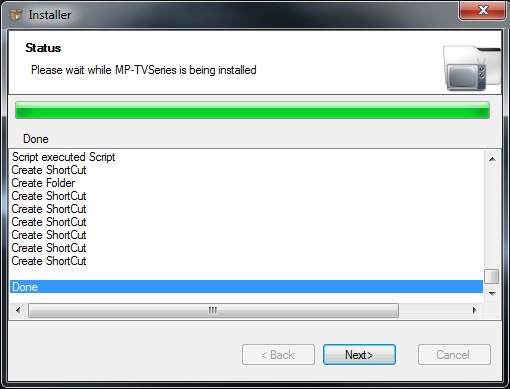 Installer
Status
Please wait while MP-TVSeries is being installed
Done
Script executed Script
Create ShortCut
Create Folder
Create ShortCut
Create ShortCut
Create ShortCut
Create ShortCut
Create ShortCut
Create ShortCut
Done
< Back
Next>
Cancel